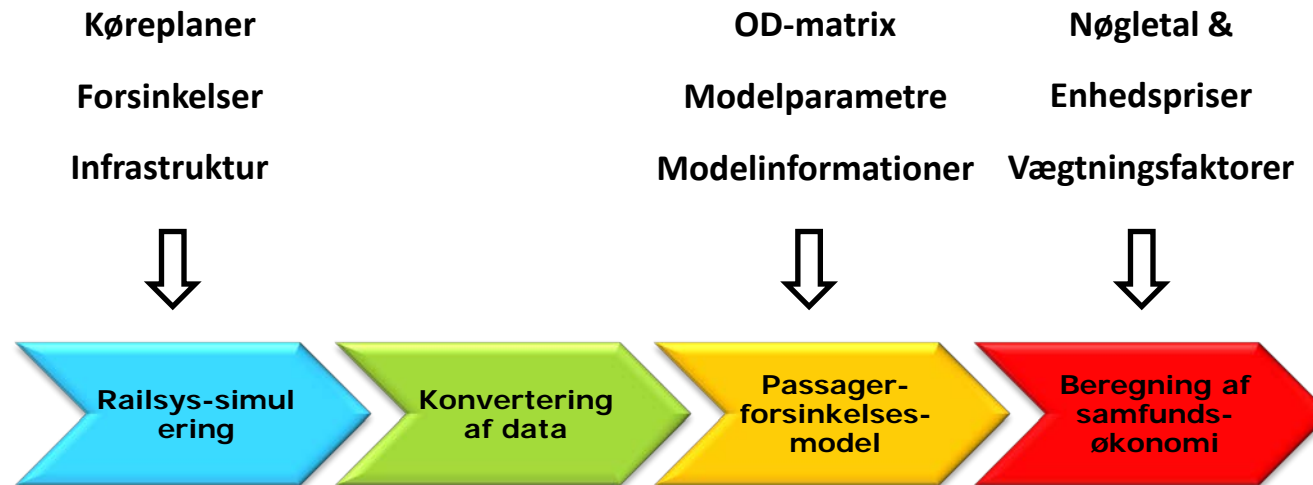 Køreplaner
Forsinkelser
Infrastruktur
OD-matrix
Modelparametre
Modelinformationer
Nøgletal &
Enhedspriser
Vægtningsfaktorer
Railsys-simul
ering
Konvertering
af data
Passager-
forsinkelses-
model
Beregning af
samfunds-
økonomi